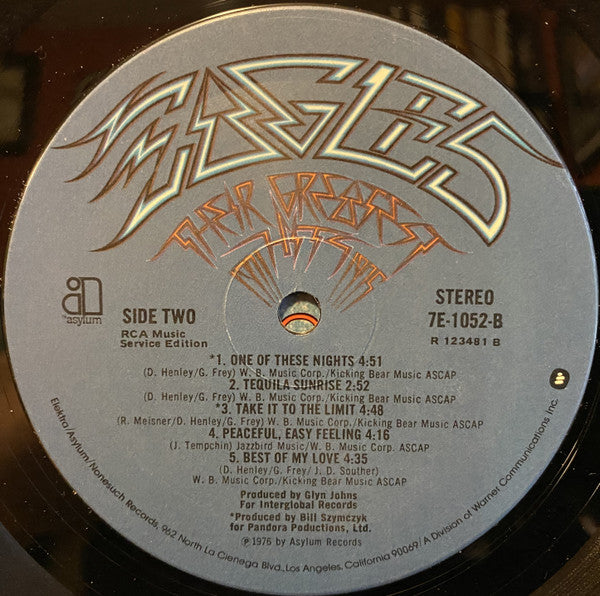 EAGLES
THEIR GREATEST
HITS
asylum
SIDE TWO
RCA Music
Service Edition
STEREO
7E-1052-B
R 123481 B
*1. ONE OF THESE NIGHTS 4:51
(D. Henley/G. Frey) W. B. Music Corp./Kicking Bear Music ASCAP
2. TEQUILA SUNRISE 2:52
(D. Henley/G. Frey) W. B. Music Corp./Kicking Bear Music ASCAP
*3. TAKE IT TO THE LIMIT 4:48
(R. Meisner/D. Henley/G. Frey) W. B. Music Corp./Kicking Bear Music ASCAP
4. PEACEFUL, EASY FEELING 4:16
(J. Tempchin) Jazzbird Music/W. B. Music Corp. ASCAP
5. BEST OF MY LOVE 4:35
(D. Henley/G. Frey/ J. D. Souther)
W. B. Music Corp./Kicking Bear Music ASCAP
Produced by Glyn Johns
For Interglobal Records
*Produced by Bill Szymczyk
for Pandora Poductions, Ltd.
℗ 1976 by Asylum Records
Elektra/Asylum/Nonesuch Records, 962 North La Cienega Blvd., Los Angeles, California 90069/A Division of Warner Communications Inc.